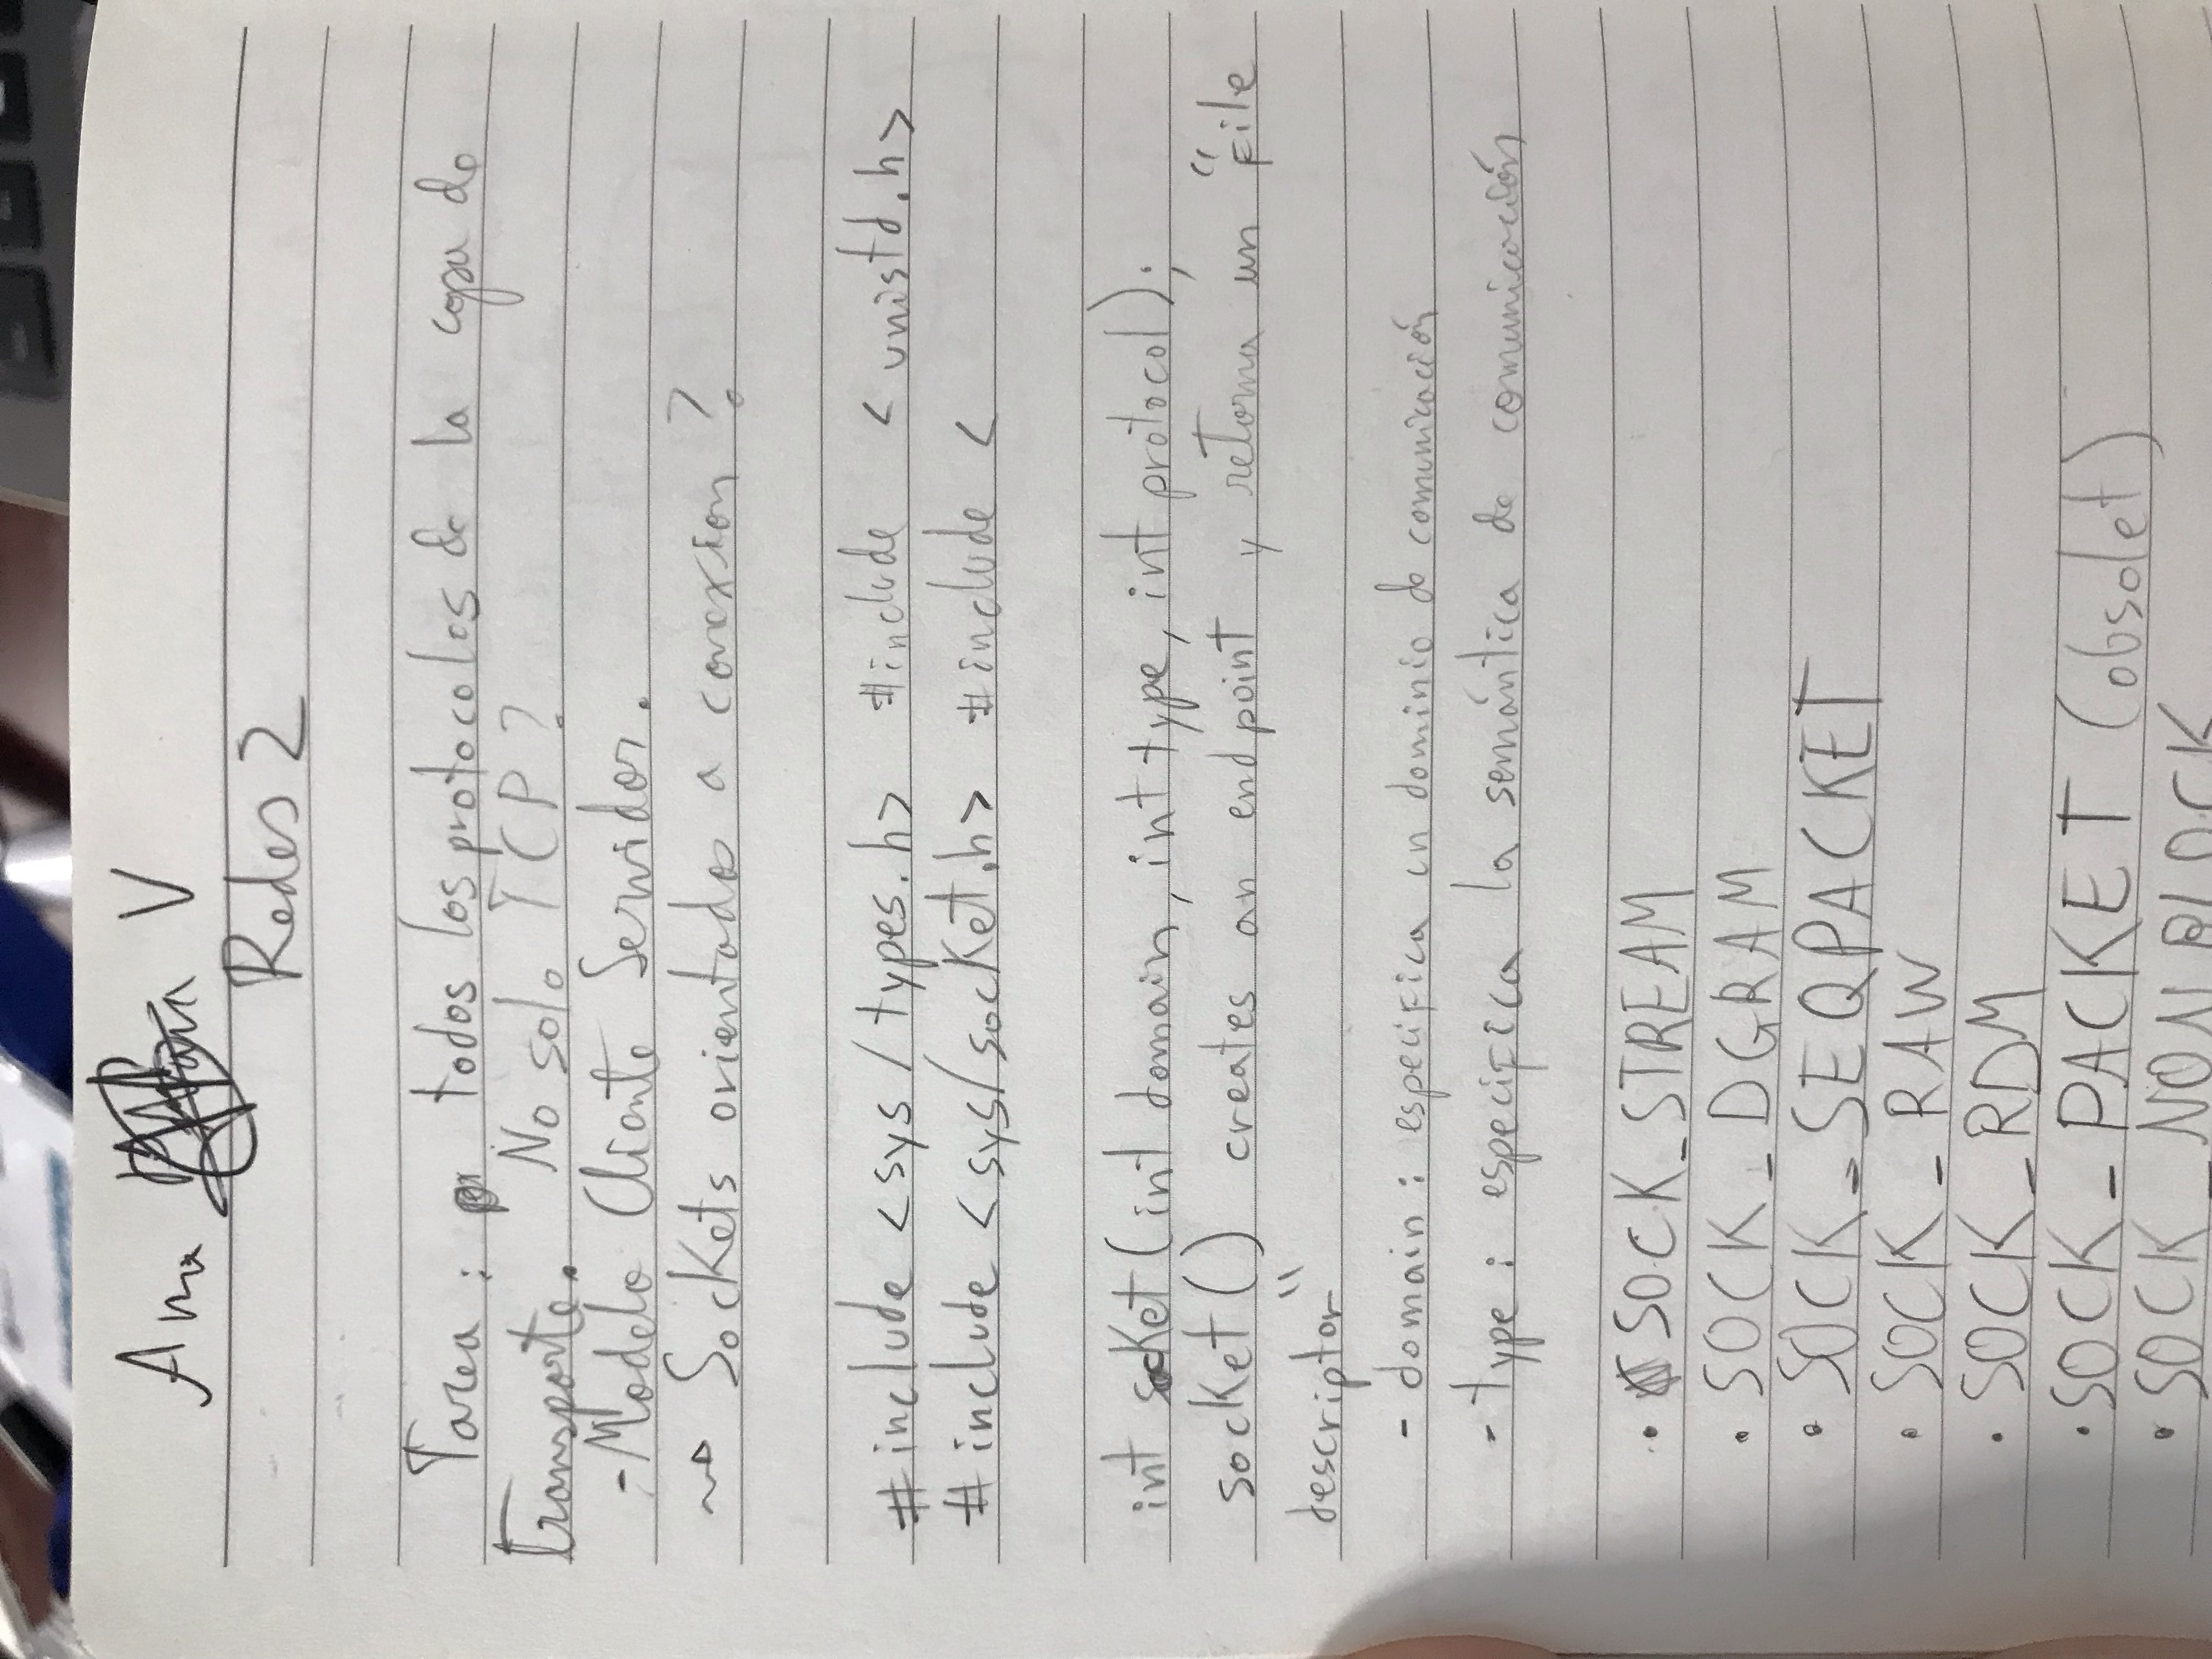 Ana V
Redes 2
Tarea : todos los protocolos de la capa de
transporte. No solo TCP ?
- Modelo Cliente Servidor.
~> Sockets orientados a conexion ?
#include <sys/types.h> #include <unistd.h>
#include <sys/socket.h> #include <
int socket(int domain, int type, int protocol);
socket() creates an endpoint y retorna un "file
descriptor"
- domain : especifica un dominio de comunicación
- type : especifica la semántica de comunicación
• SOCK_STREAM
• SOCK_DGRAM
• SOCK_SEQPACKET
• SOCK_RAW
• SOCK_RDM
• SOCK_PACKET (obsolet)
• SOCK_NONBLOCK